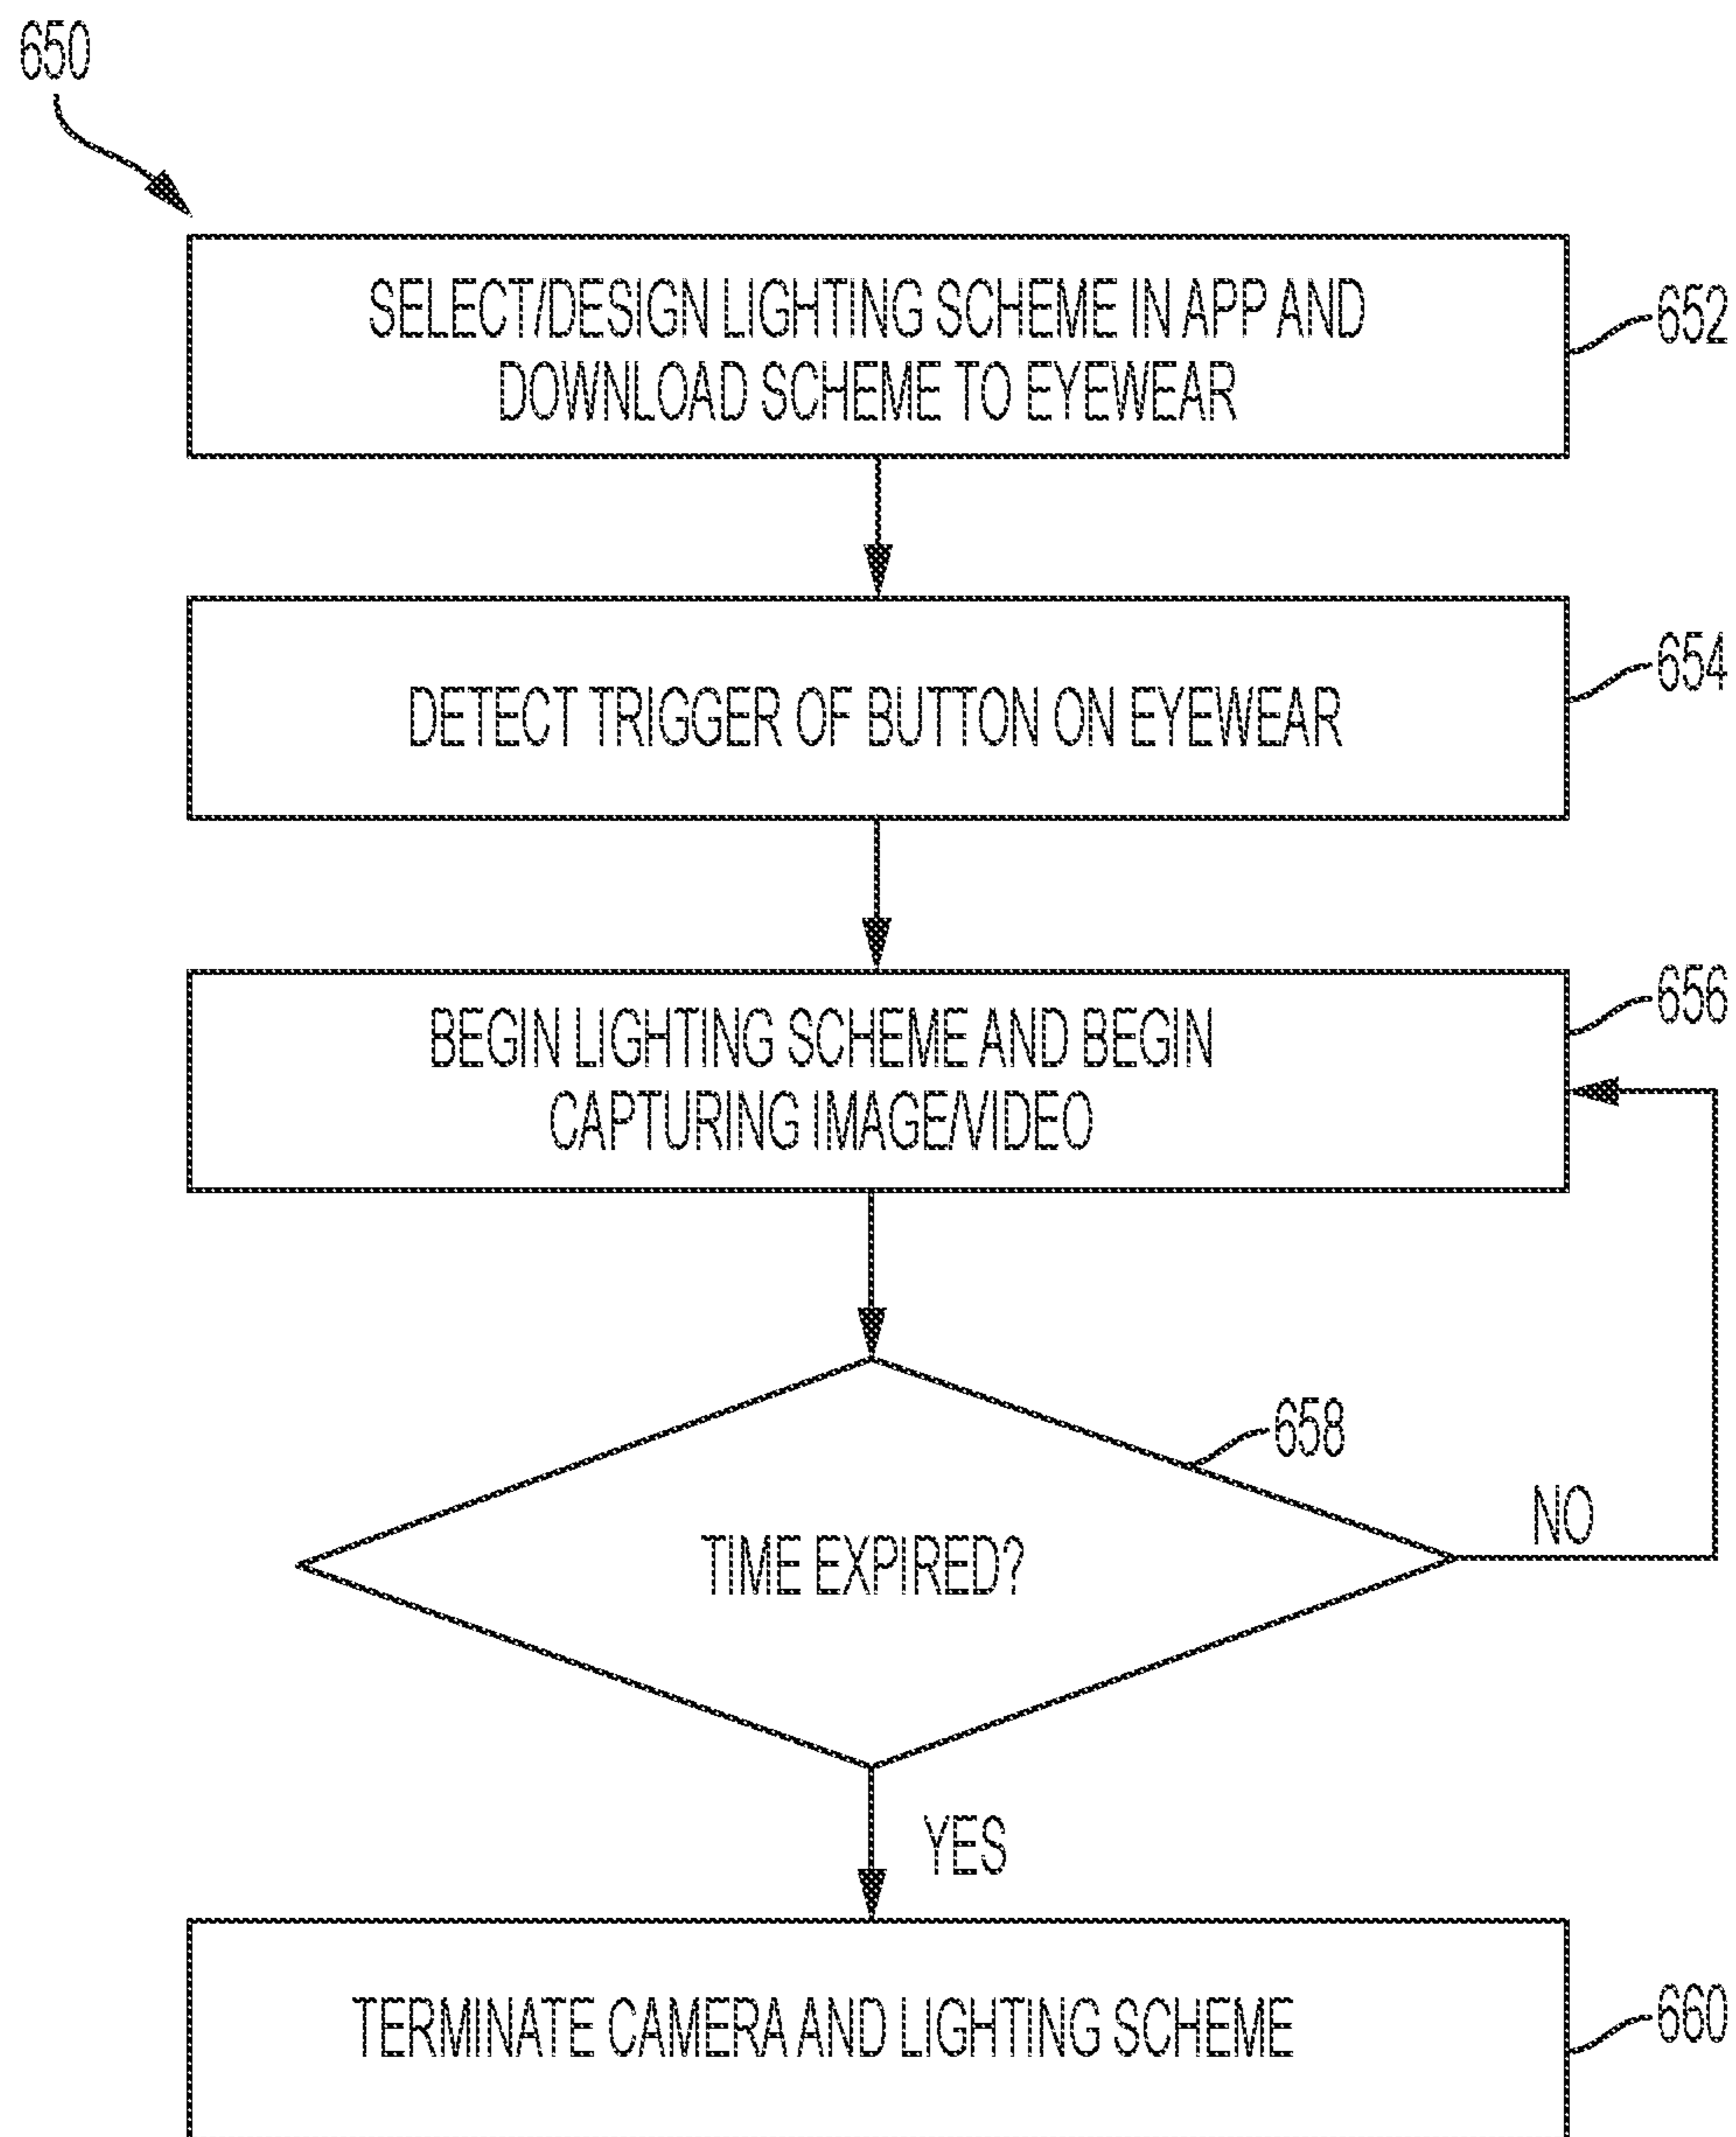 650
SELECT/DESIGN LIGHTING SCHEME IN APP AND
DOWNLOAD SCHEME TO EYEWEAR
652
DETECT TRIGGER OF BUTTON ON EYEWEAR
654
BEGIN LIGHTING SCHEME AND BEGIN
CAPTURING IMAGE/VIDEO
656
658
TIME EXPIRED?
NO
YES
TERMINATE CAMERA AND LIGHTING SCHEME
660